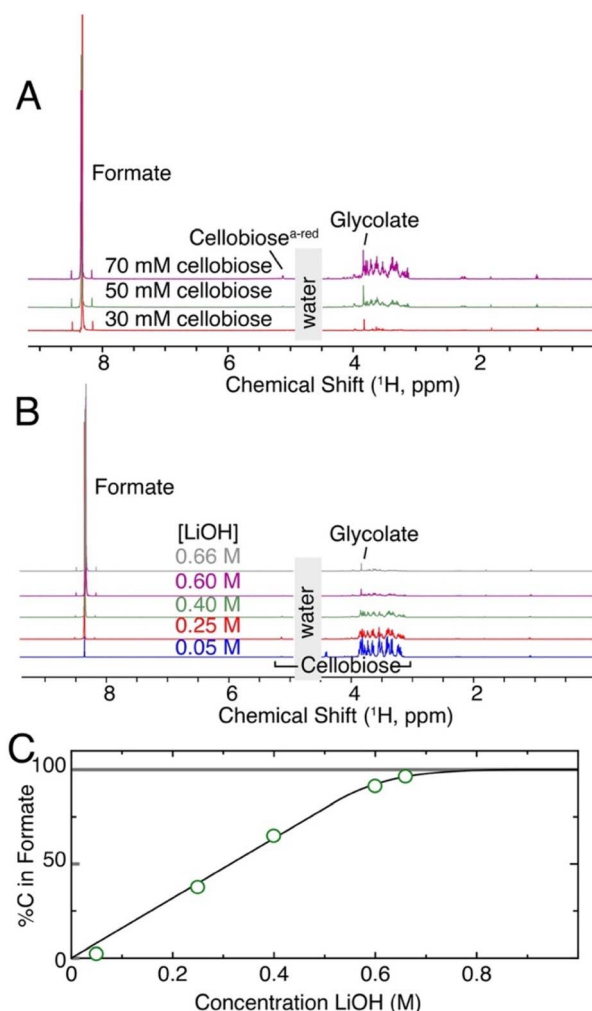 A
Formate
Glycolate
Cellobiose^a-red
70 mM cellobiose
50 mM cellobiose
30 mM cellobiose
water
8 6 4 2
Chemical Shift (¹H, ppm)
B
Formate
[LiOH]
Glycolate
0.66 M
0.60 M
0.40 M
0.25 M
0.05 M
water
Cellobiose
8 6 4 2
Chemical Shift (¹H, ppm)
C
100
50
0
%C in Formate
0 0.2 0.4 0.6 0.8
Concentration LiOH (M)